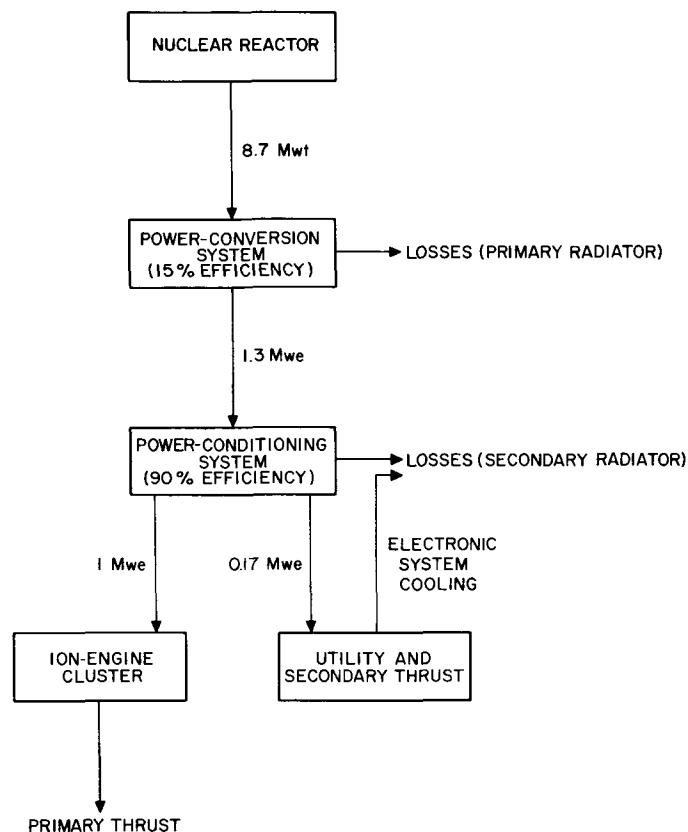 NUCLEAR REACTOR
8.7 Mwt
POWER-CONVERSION
SYSTEM
(15% EFFICIENCY)
LOSSES (PRIMARY RADIATOR)
1.3 Mwe
POWER-CONDITIONING
SYSTEM
(90% EFFICIENCY)
LOSSES (SECONDARY RADIATOR)
1 Mwe
0.17 Mwe
ELECTRONIC
SYSTEM
COOLING
ION-ENGINE
CLUSTER
UTILITY AND
SECONDARY THRUST
PRIMARY THRUST